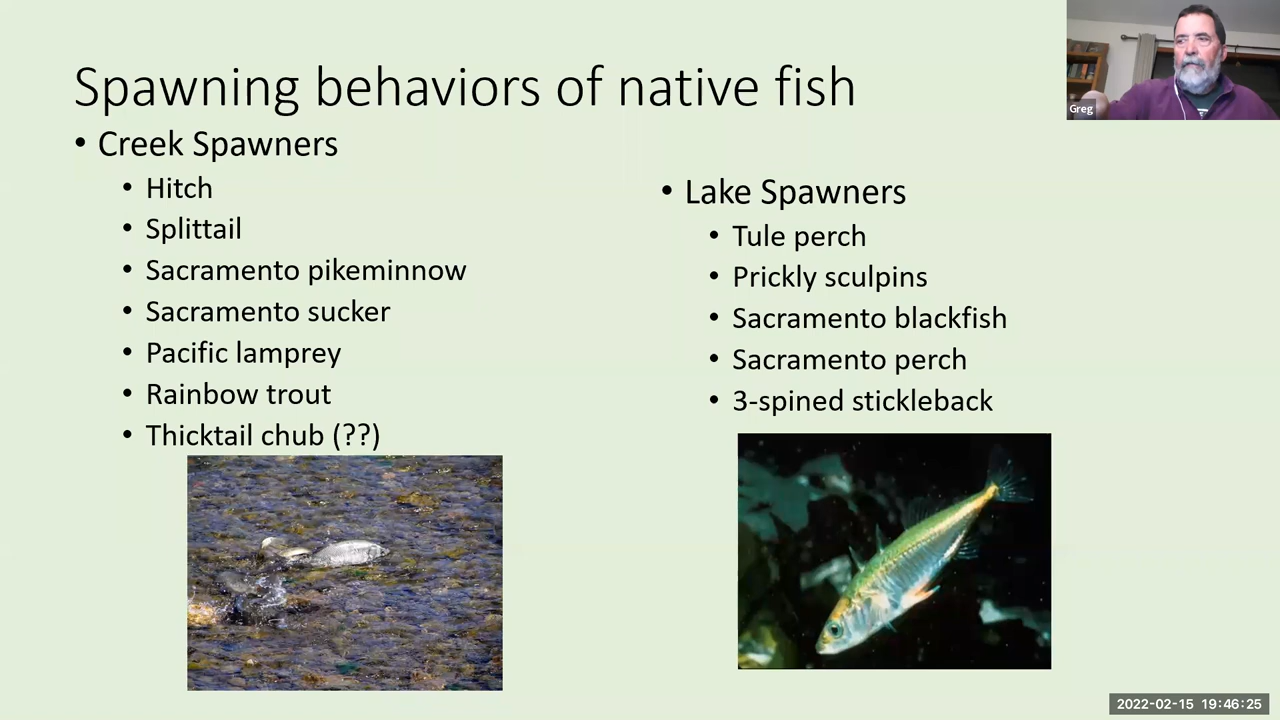 Spawning behaviors of native fish
• Creek Spawners
• Hitch
• Splittail
• Sacramento pikeminnow
• Sacramento sucker
• Pacific lamprey
• Rainbow trout
• Thicktail chub (??)
• Lake Spawners
• Tule perch
• Prickly sculpins
• Sacramento blackfish
• Sacramento perch
• 3-spined stickleback
Greg
2022-02-15 19:46:25